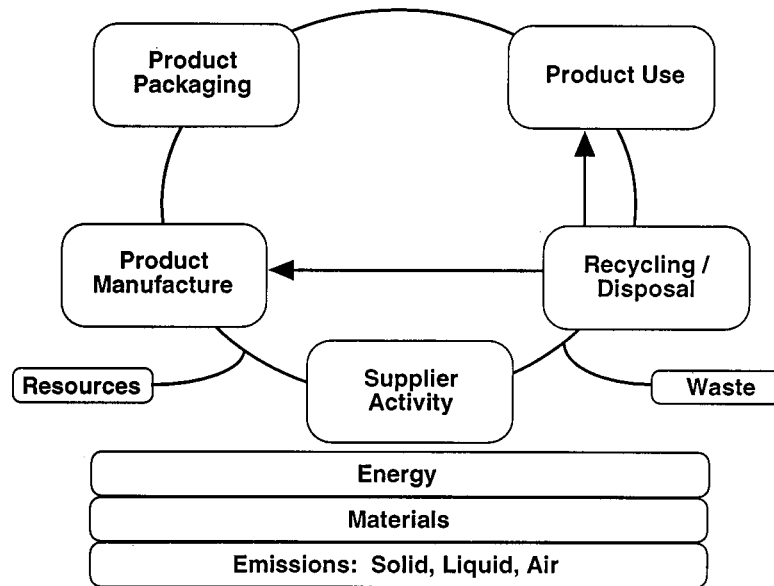 Product
Packaging
Product Use
Product
Manufacture
Recycling /
Disposal
Resources
Supplier
Activity
Waste
Energy
Materials
Emissions: Solid, Liquid, Air